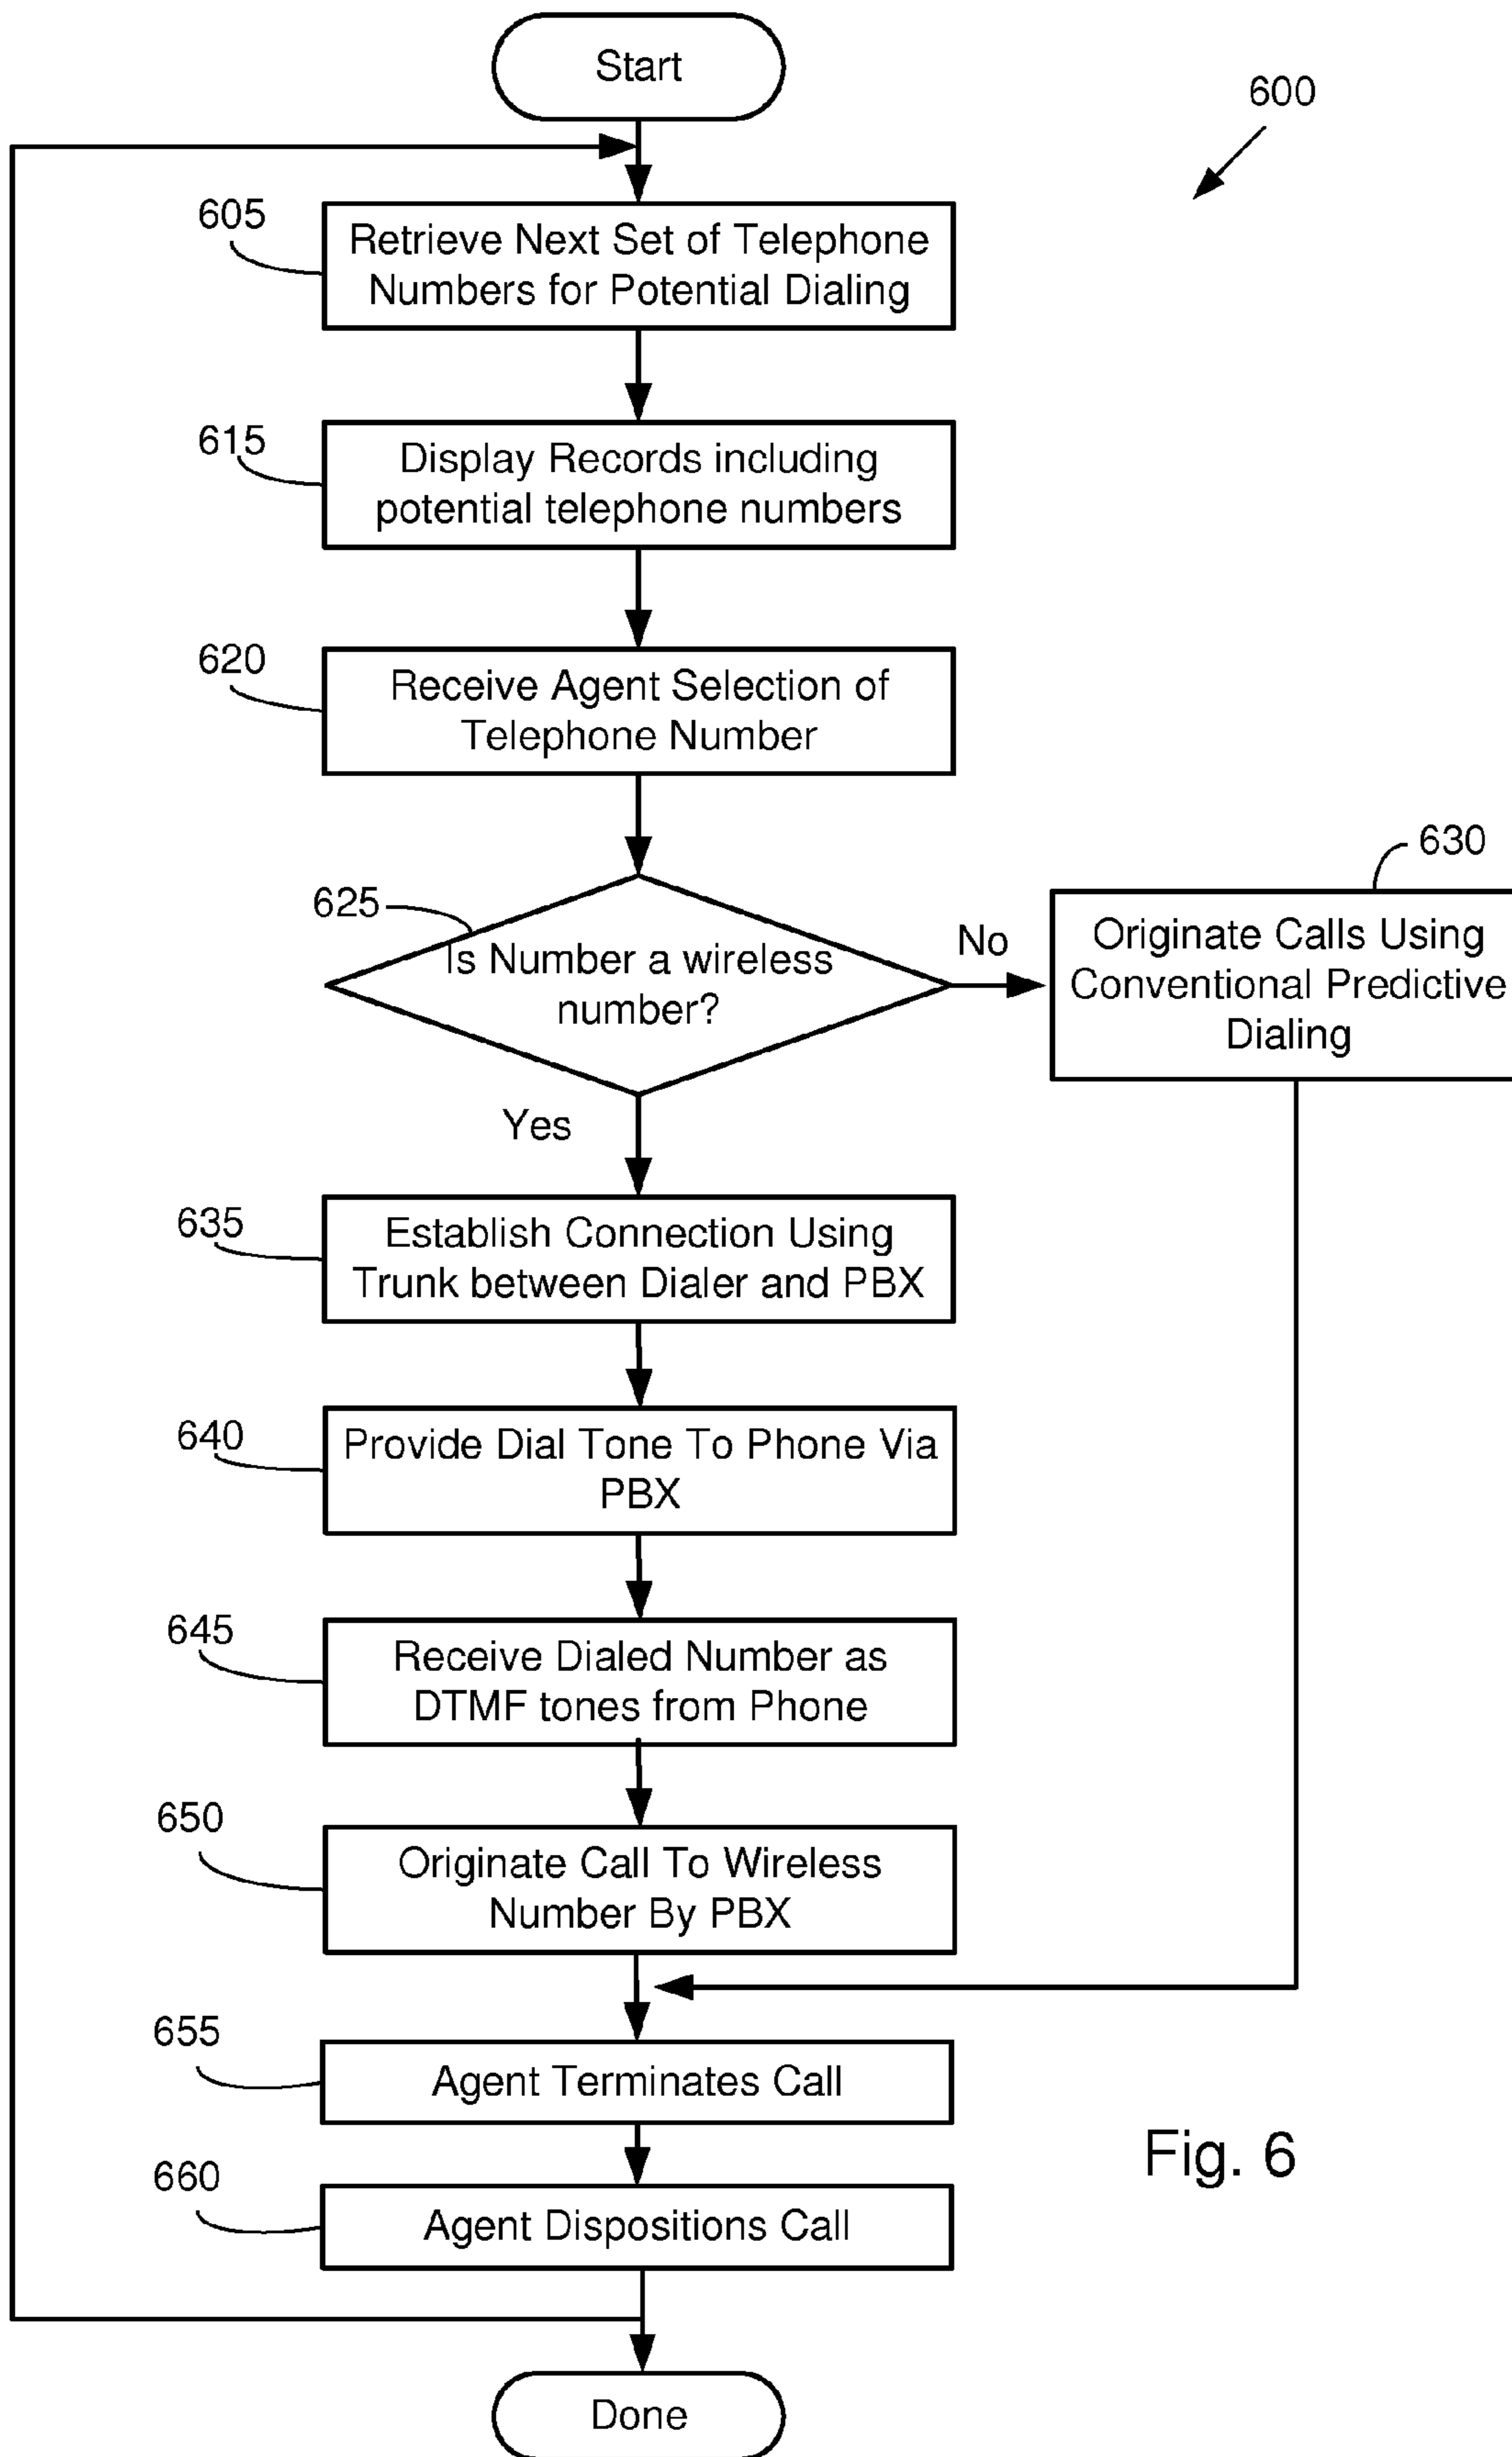 Start
600
605
Retrieve Next Set of Telephone
Numbers for Potential Dialing
615
Display Records including
potential telephone numbers
620
Receive Agent Selection of
Telephone Number
625
Is Number a wireless
number?
No
630
Originate Calls Using
Conventional Predictive
Dialing
Yes
635
Establish Connection Using
Trunk between Dialer and PBX
640
Provide Dial Tone To Phone Via
PBX
645
Receive Dialed Number as
DTMF tones from Phone
650
Originate Call To Wireless
Number By PBX
655
Agent Terminates Call
660
Agent Dispositions Call
Fig. 6
Done